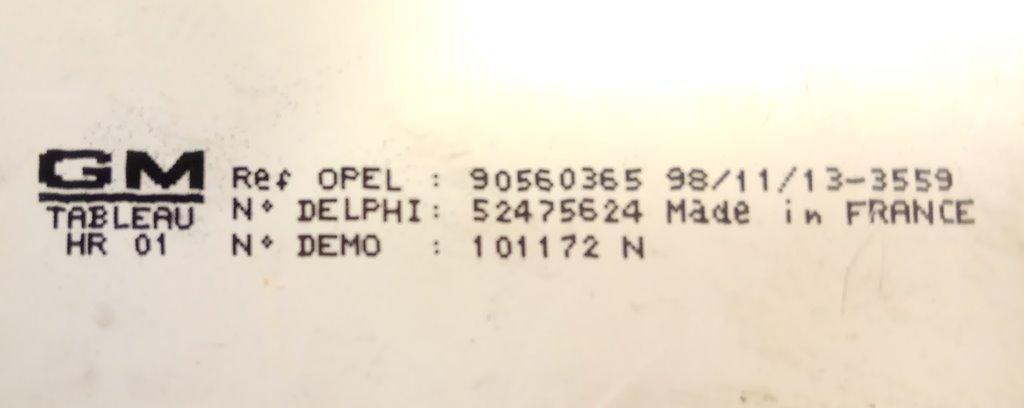 GM
TABLEAU
HR 01
Ref OPEL : 90560365 98/11/13-3559
N° DELPHI: 52475624 Made in FRANCE
N° DEMO : 101172 N